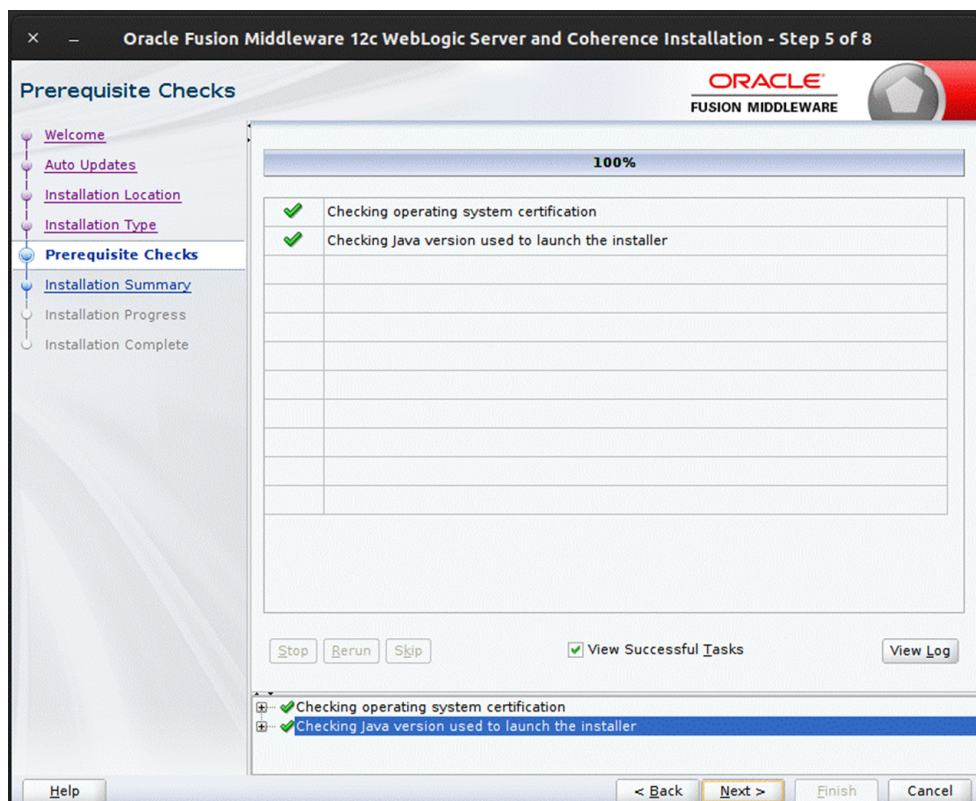 Oracle Fusion Middleware 12c WebLogic Server and Coherence Installation - Step 5 of 8
Prerequisite Checks
ORACLE
FUSION MIDDLEWARE
Welcome
Auto Updates
Installation Location
Installation Type
Prerequisite Checks
Installation Summary
Installation Progress
Installation Complete
100%
Checking operating system certification
Checking Java version used to launch the installer
Stop Rerun Skip View Successful Tasks View Log
Checking operating system certification
Checking Java version used to launch the installer
Help < Back Next > Finish Cancel